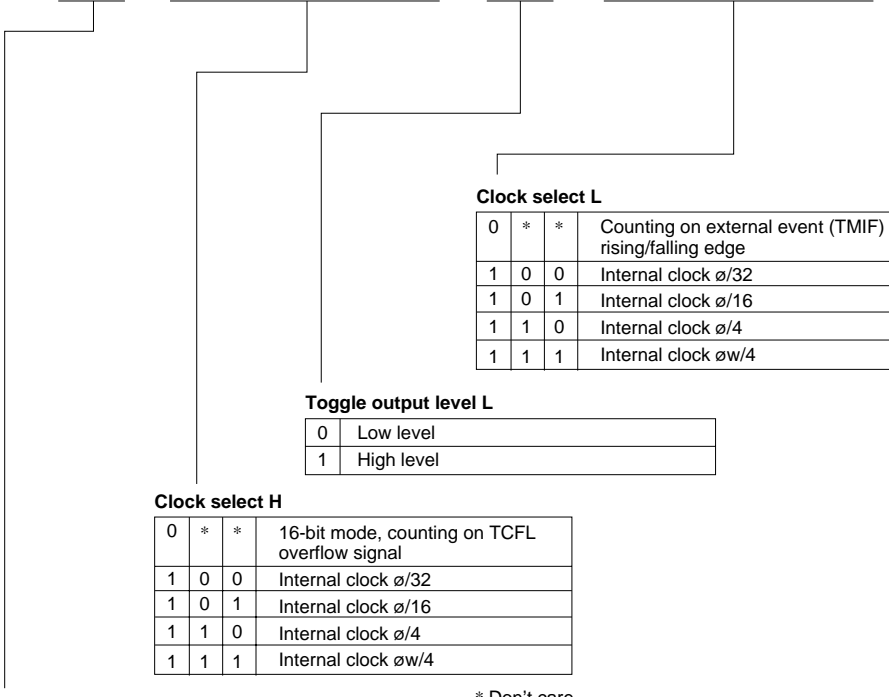 Clock select L
0 * * Counting on external event (TMIF)
rising/falling edge
1 0 0 Internal clock ø/32
1 0 1 Internal clock ø/16
1 1 0 Internal clock ø/4
1 1 1 Internal clock øw/4
Toggle output level L
0 Low level
1 High level
Clock select H
0 * * 16-bit mode, counting on TCFL
overflow signal
1 0 0 Internal clock ø/32
1 0 1 Internal clock ø/16
1 1 0 Internal clock ø/4
1 1 1 Internal clock øw/4
* Don't care